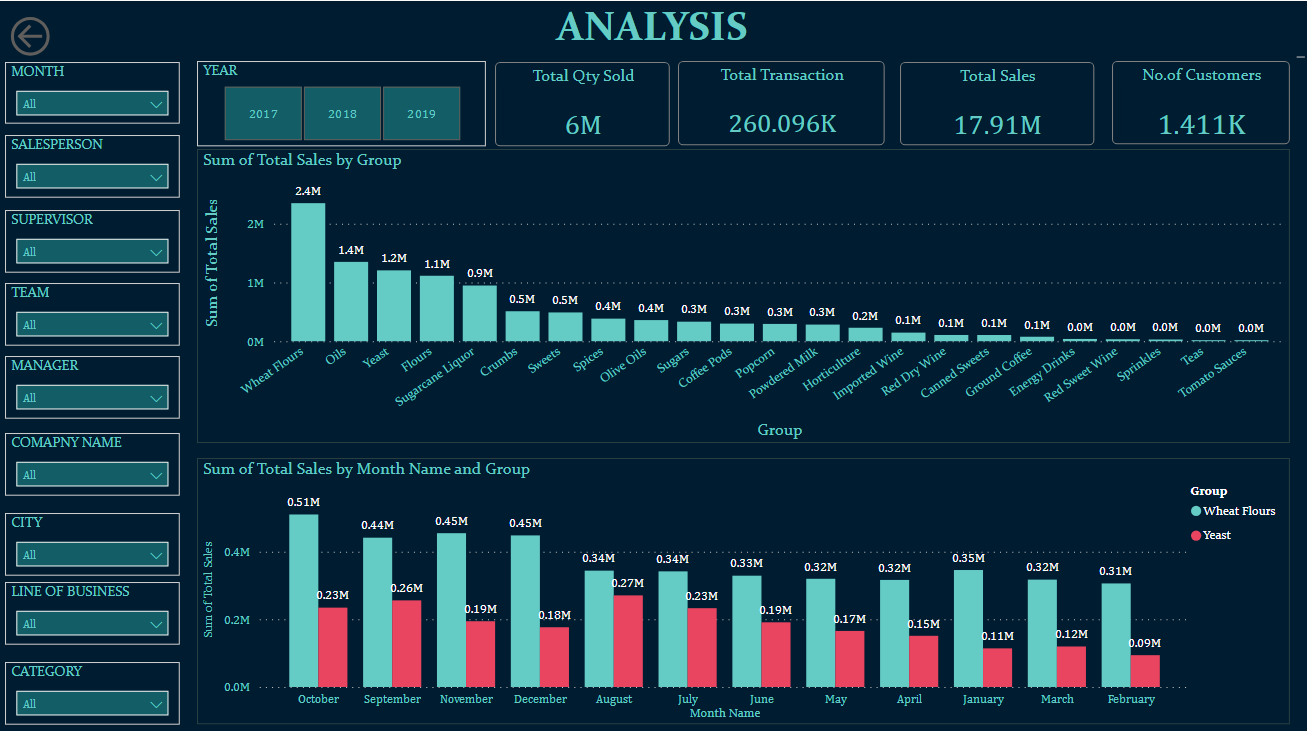 ANALYSIS
MONTH
All
SALESPERSON
All
SUPERVISOR
All
TEAM
All
MANAGER
All
COMAPNY NAME
All
CITY
All
LINE OF BUSINESS
All
CATEGORY
All
YEAR
2017 2018 2019
Total Qty Sold
6M
Total Transaction
260.096K
Total Sales
17.91M
No.of Customers
1.411K
Sum of Total Sales by Group
Sum of Total Sales
2M
1M
0M
2.4M 1.4M 1.2M 1.1M 0.9M 0.5M 0.5M 0.4M 0.4M 0.3M 0.3M 0.3M 0.3M 0.2M 0.1M 0.1M 0.1M 0.1M 0.0M 0.0M 0.0M 0.0M 0.0M
Wheat Flours Oils Yeast Flours Sugarcane Liquor Crumbs Sweets Spices Olive Oils Sugars Coffee Pods Popcorn Powdered Milk Horticulture Imported Wine Red Dry Wine Canned Sweets Ground Coffee Energy Drinks Red Sweet Wine Sprinkles Teas Tomato Sauces
Group
Sum of Total Sales by Month Name and Group
Group
Wheat Flours
Yeast
Sum of Total Sales
0.4M
0.2M
0.0M
0.51M 0.44M 0.45M 0.45M 0.34M 0.34M 0.33M 0.32M 0.32M 0.35M 0.32M 0.31M
0.23M 0.26M 0.19M 0.18M 0.27M 0.23M 0.19M 0.17M 0.15M 0.11M 0.12M 0.09M
October September November December August July June May April January March February
Month Name